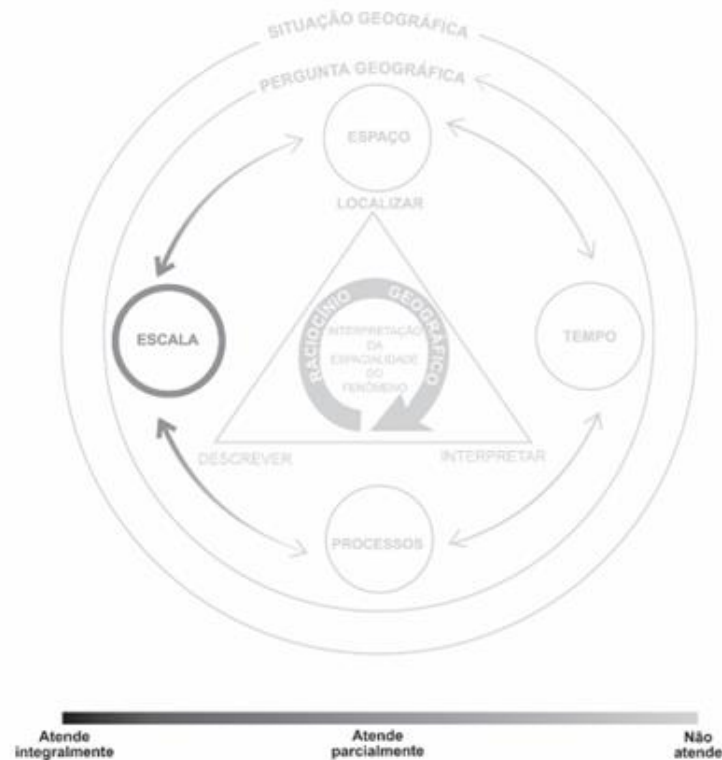 SITUAÇÃO GEOGRÁFICA
PERGUNTA GEOGRÁFICA
ESPAÇO
LOCALIZAR
ESCALA
RACIOCÍNIO
GEOGRÁFICO
INTERPRETAÇÃO
DA
ESPACIALIDADE
DO
FENÔMENO
TEMPO
DESCREVER
INTERPRETAR
PROCESSOS
Atende
integralmente
Atende
parcialmente
Não
atende